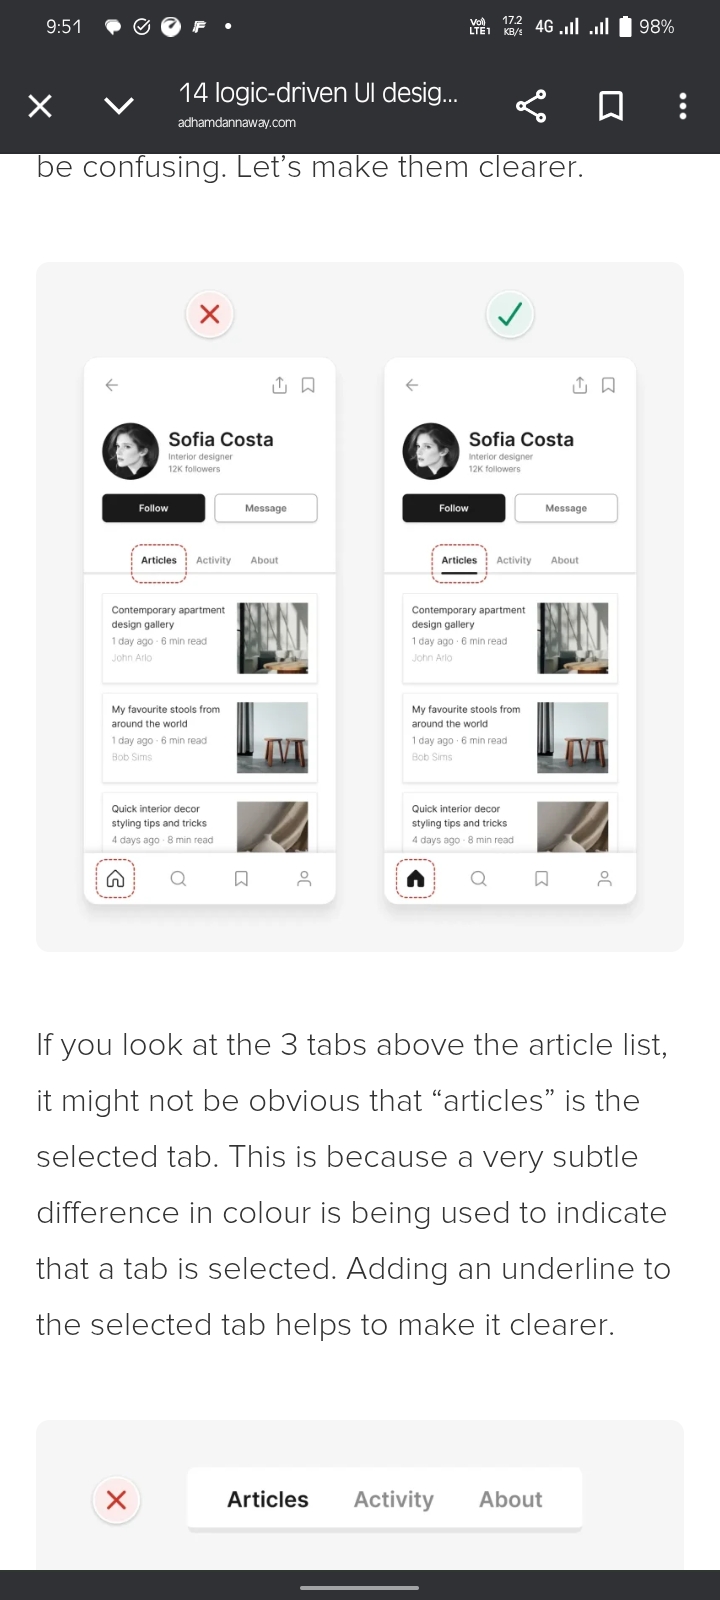 9:51
Vo)) LTE1 17.2 KB/s 4G 98%
14 logic-driven UI desig...
adhamdannaway.com
be confusing. Let’s make them clearer.
Sofia Costa
Interior designer
12K followers
Follow Message
Articles Activity About
Contemporary apartment
design gallery
1 day ago · 6 min read
John Arlo
My favourite stools from
around the world
1 day ago · 6 min read
Bob Sims
Quick interior decor
styling tips and tricks
4 days ago · 8 min read
Sofia Costa
Interior designer
12K followers
Follow Message
Articles Activity About
Contemporary apartment
design gallery
1 day ago · 6 min read
John Arlo
My favourite stools from
around the world
1 day ago · 6 min read
Bob Sims
Quick interior decor
styling tips and tricks
4 days ago · 8 min read
If you look at the 3 tabs above the article list,
it might not be obvious that “articles” is the
selected tab. This is because a very subtle
difference in colour is being used to indicate
that a tab is selected. Adding an underline to
the selected tab helps to make it clearer.
Articles Activity About